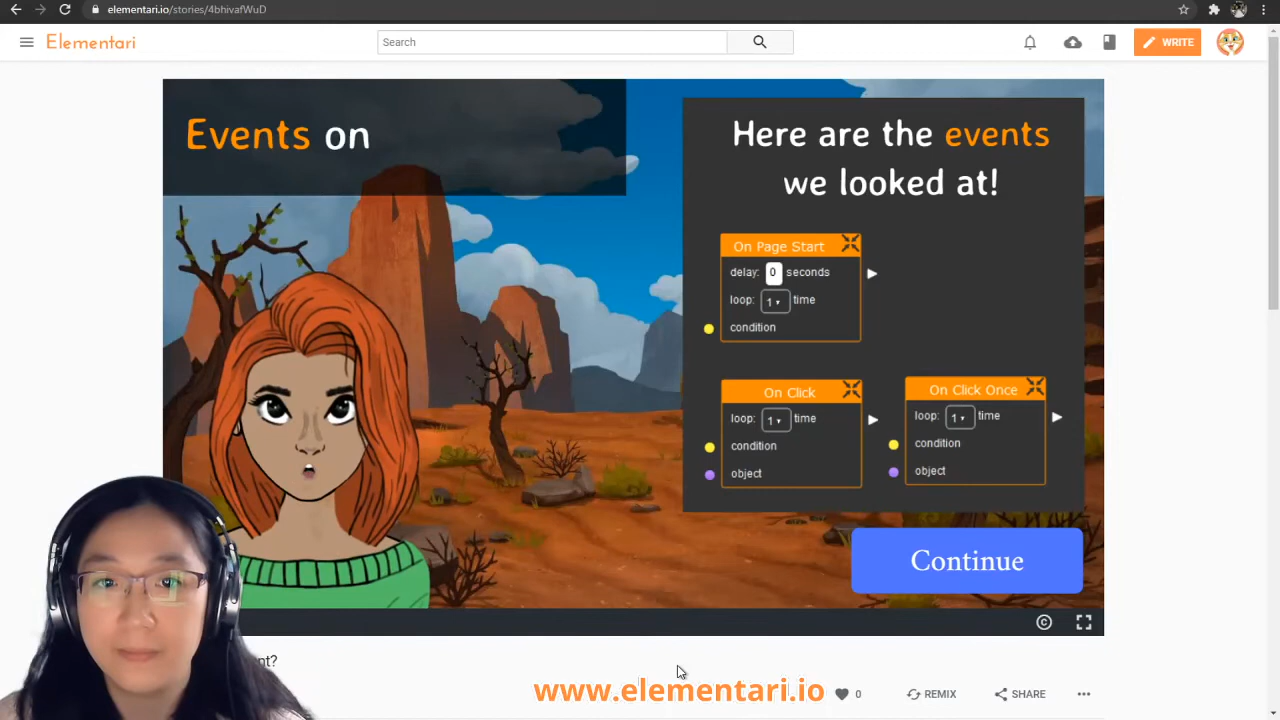 elementari.io/stories/4bhivafWuD
Elementari
Search
WRITE
Events on
Here are the events
we looked at!
On Page Start
delay: 0 seconds
loop: 1 time
condition
On Click
loop: 1 time
condition
object
On Click Once
loop: 1 time
condition
object
Continue
©
www.elementari.io
0
REMIX
SHARE